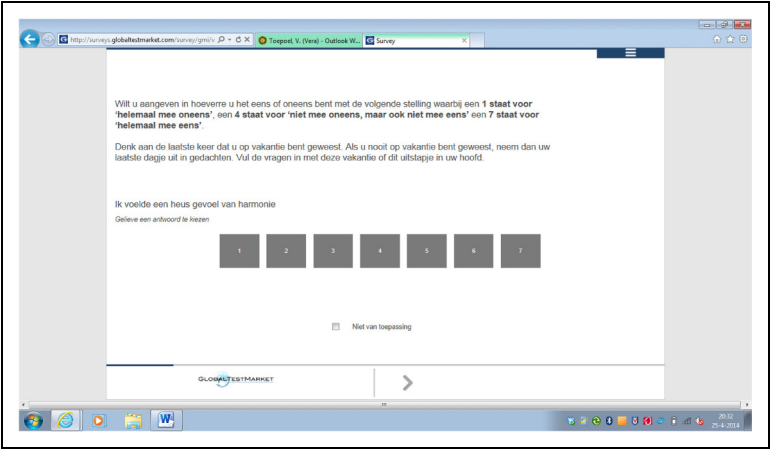 http://surveys.globaltestmarket.com/survey/gmi/v
Toepoel, V. (Vera) - Outlook W...
Survey
Wilt u aangeven in hoeverre u het eens of oneens bent met de volgende stelling waarbij een 1 staat voor
‘helemaal mee oneens’, een 4 staat voor ‘niet mee oneens, maar ook niet mee eens’ een 7 staat voor
‘helemaal mee eens’.
Denk aan de laatste keer dat u op vakantie bent geweest. Als u nooit op vakantie bent geweest, neem dan uw
laatste dagje uit in gedachten. Vul de vragen in met deze vakantie of dit uitstapje in uw hoofd.
Ik voelde een heus gevoel van harmonie
Gelieve een antwoord te kiezen
1 2 3 4 5 6 7
Niet van toepassing
GLOBALTESTMARKET
20:32
25-4-2014